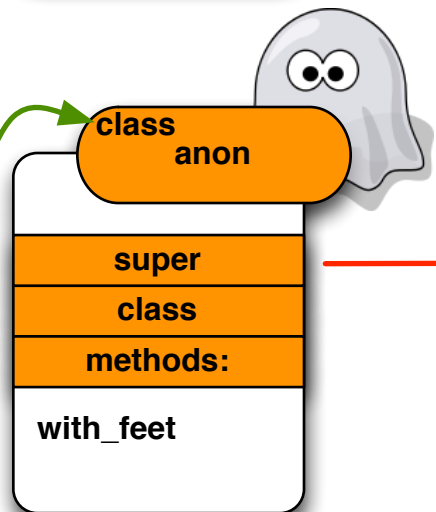 class
anon
super
class
methods:
with_feet